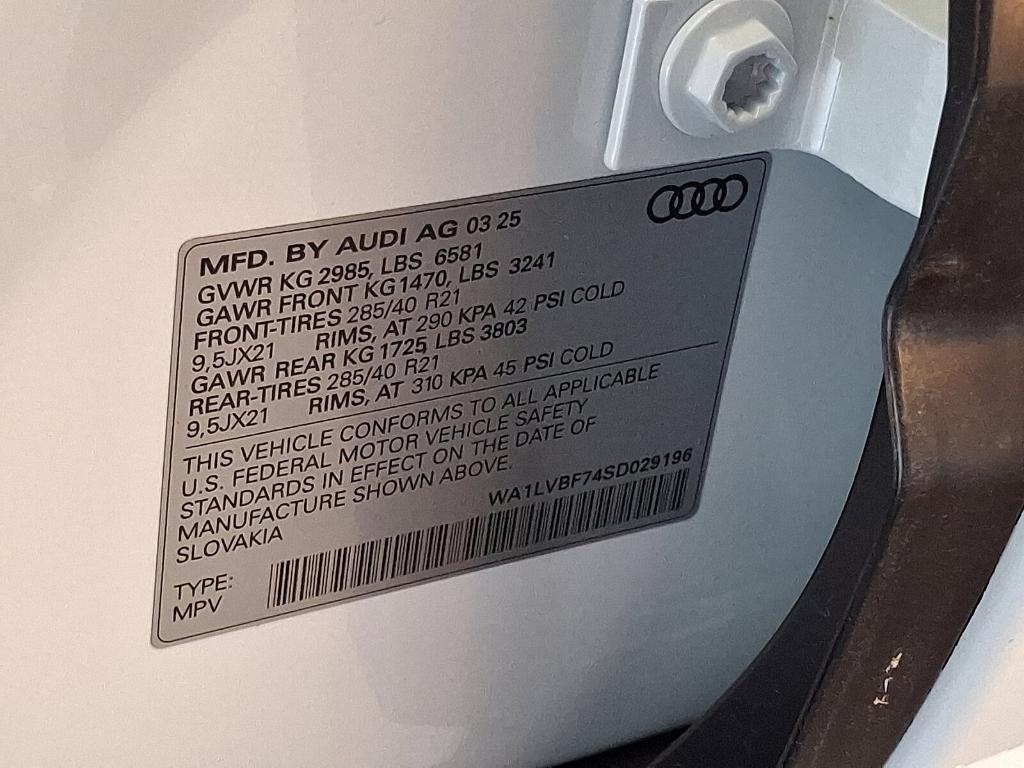 MFD. BY AUDI AG 03 25
GVWR KG 2985, LBS 6581
GAWR FRONT KG1470, LBS 3241
FRONT-TIRES 285/40 R21
9,5JX21 RIMS, AT 290 KPA 42 PSI COLD
GAWR REAR KG 1725, LBS 3803
REAR-TIRES 285/40 R21
9,5JX21 RIMS, AT 310 KPA 45 PSI COLD
THIS VEHICLE CONFORMS TO ALL APPLICABLE
U.S. FEDERAL MOTOR VEHICLE SAFETY
STANDARDS IN EFFECT ON THE DATE OF
MANUFACTURE SHOWN ABOVE.
SLOVAKIA
WA1LVBF74SD029196
TYPE:
MPV